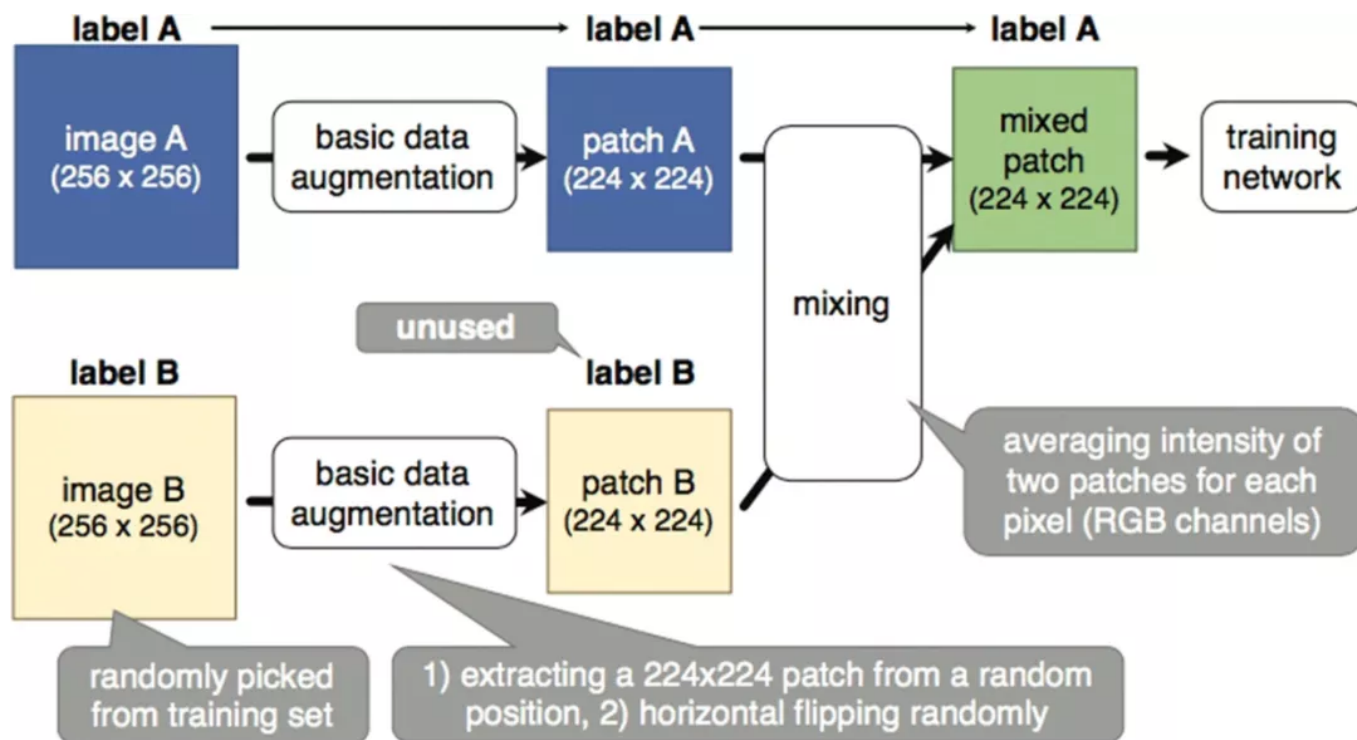 label A
label A
label A
image A
(256 x 256)
basic data
augmentation
patch A
(224 x 224)
mixed
patch
(224 x 224)
training
network
mixing
unused
label B
label B
image B
(256 x 256)
basic data
augmentation
patch B
(224 x 224)
averaging intensity of
two patches for each
pixel (RGB channels)
randomly picked
from training set
1) extracting a 224x224 patch from a random
position, 2) horizontal flipping randomly